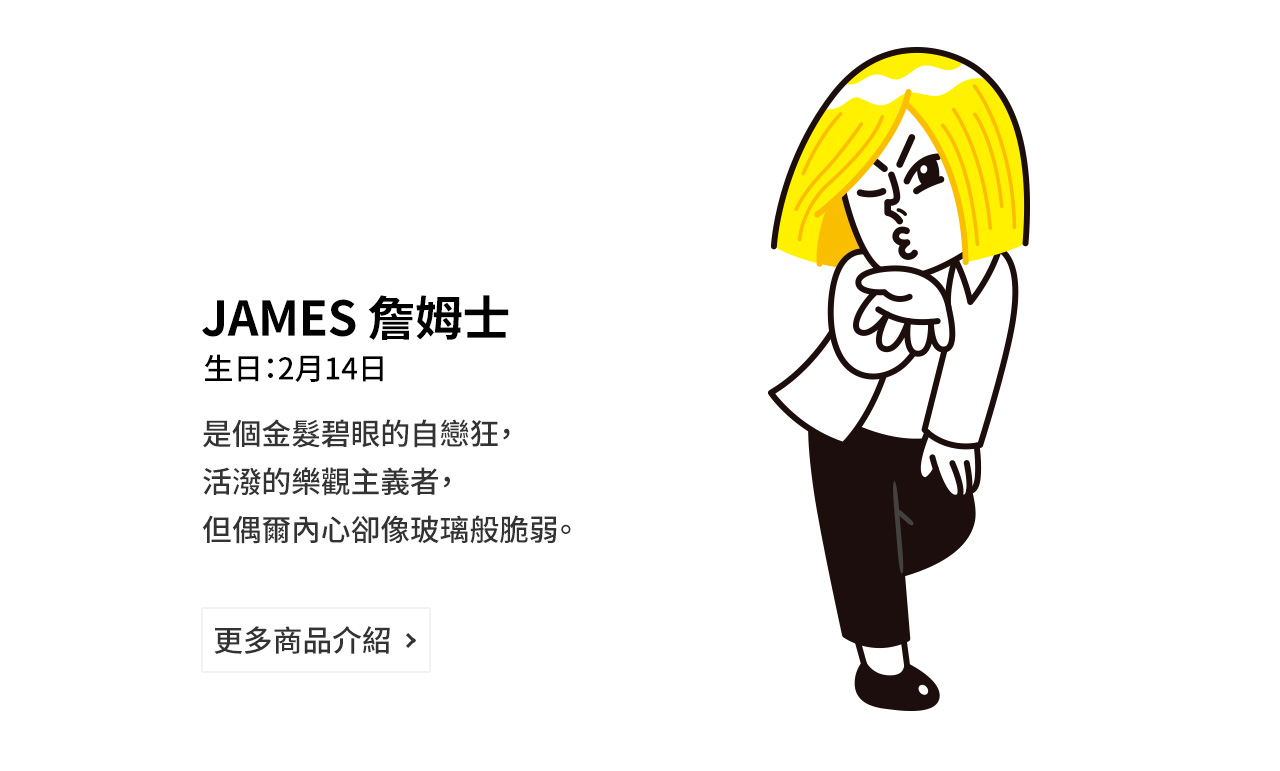 JAMES 詹姆士
生日：2月14日
是個金髮碧眼的自戀狂，
活潑的樂觀主義者，
但偶爾內心卻像玻璃般脆弱。
更多商品介紹 ›